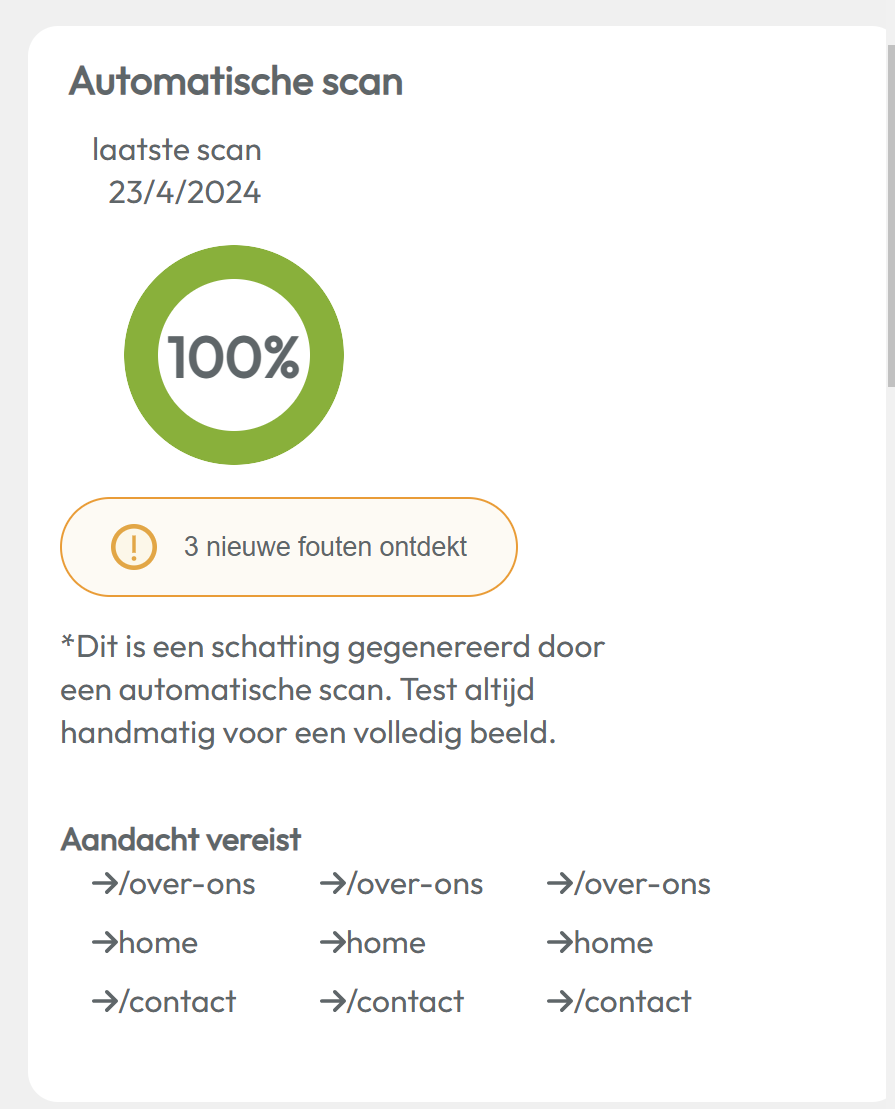 Automatische scan
laatste scan
23/4/2024
100%
3 nieuwe fouten ontdekt
*Dit is een schatting gegenereerd door
een automatische scan. Test altijd
handmatig voor een volledig beeld.
Aandacht vereist
→/over-ons →/over-ons →/over-ons
→home →home →home
→/contact →/contact →/contact